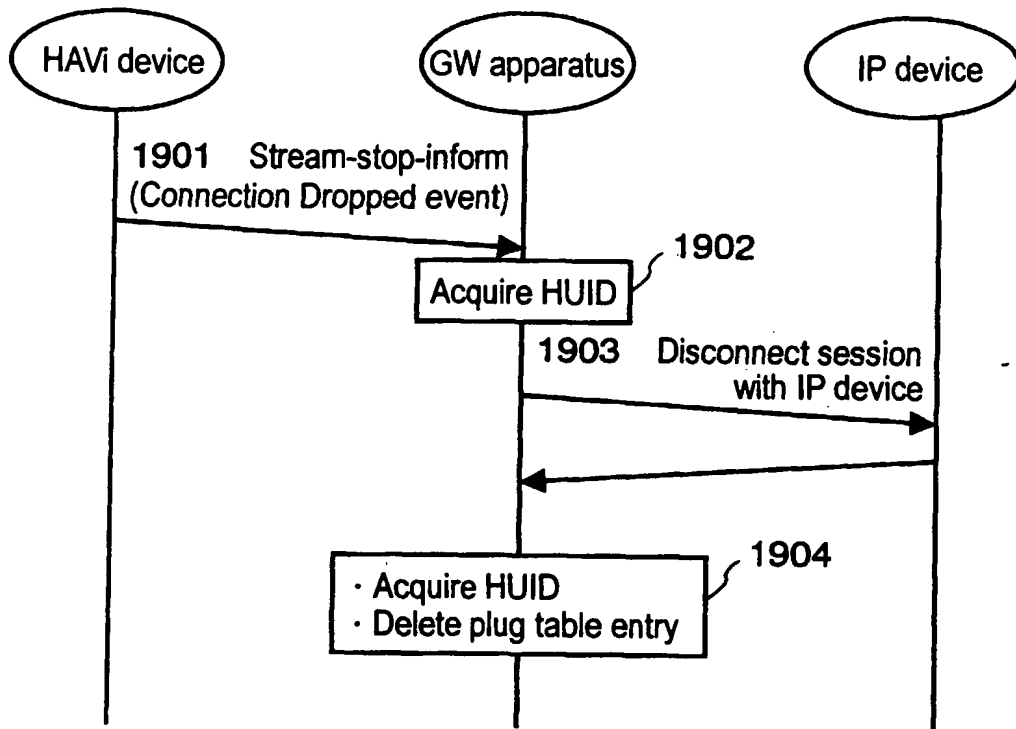 HAVi device
GW apparatus
IP device
1901 Stream-stop-inform
(Connection Dropped event)
1902
Acquire HUID
1903 Disconnect session
with IP device
1904
· Acquire HUID
· Delete plug table entry